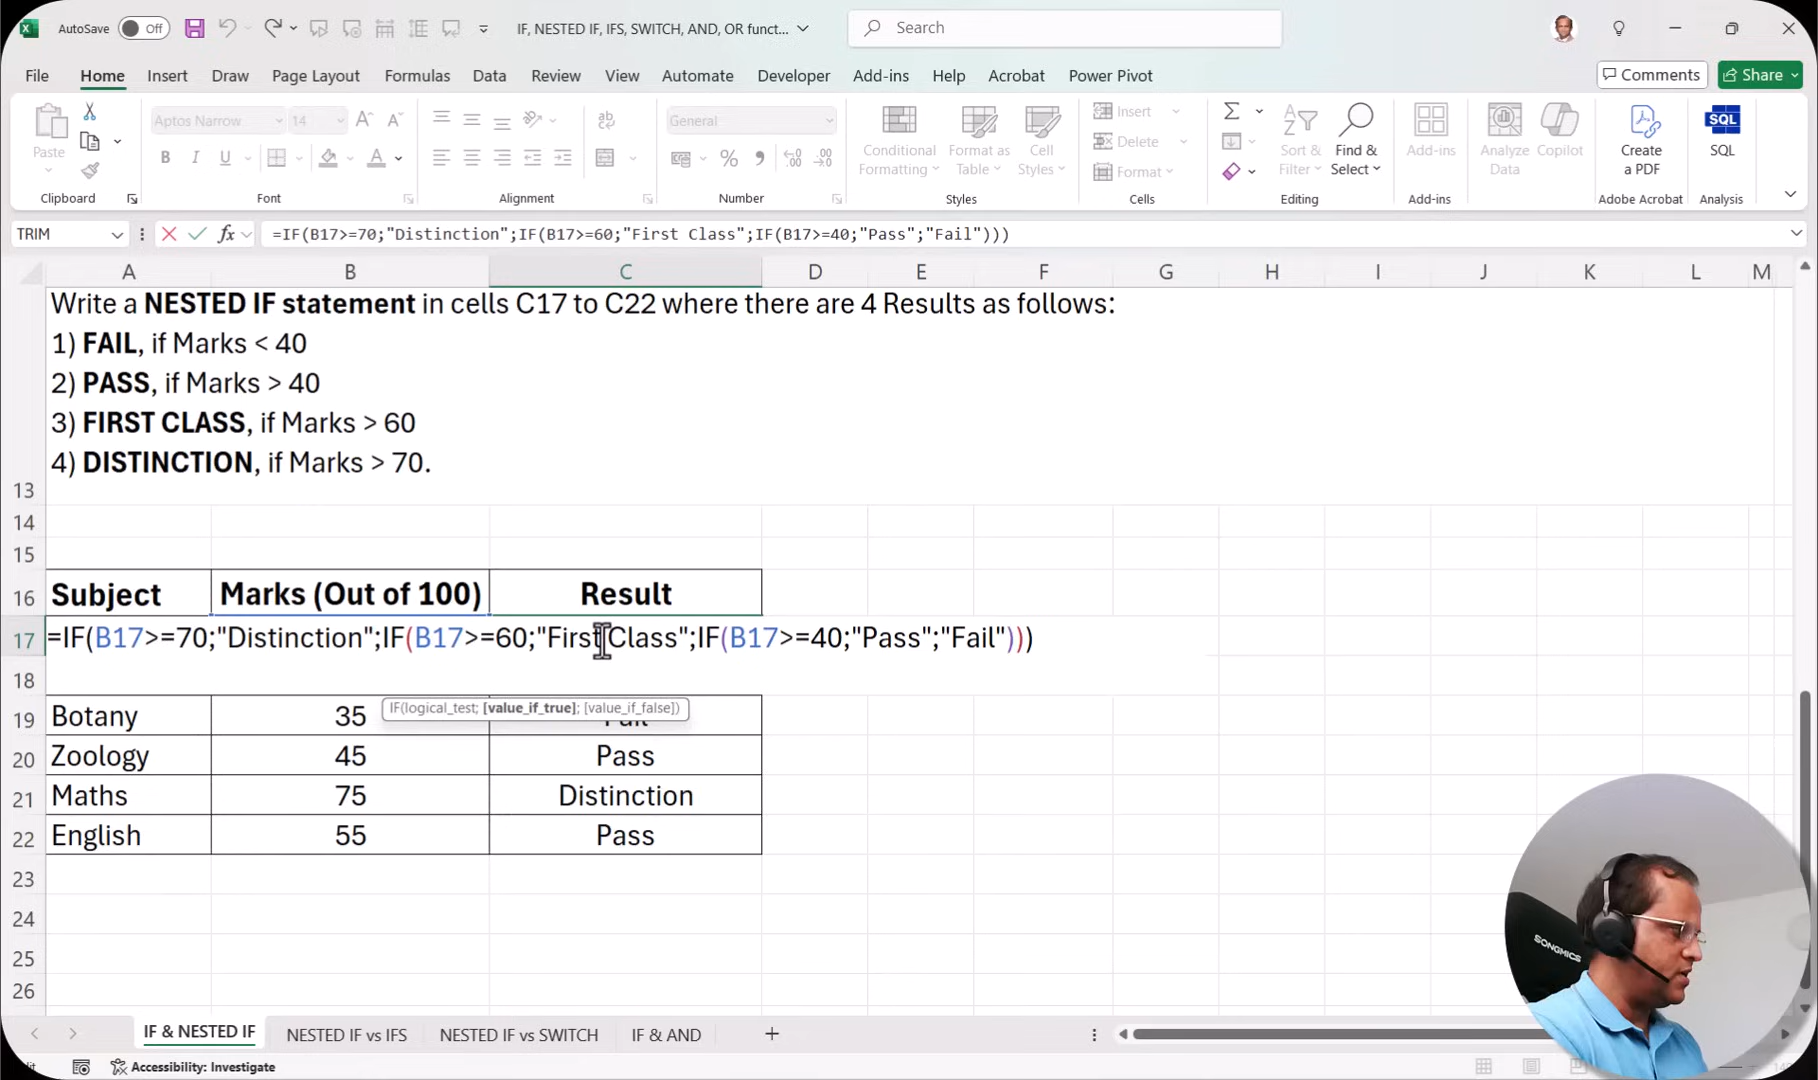 AutoSave Off IF, NESTED IF, IFS, SWITCH, AND, OR funct... Search
File Home Insert Draw Page Layout Formulas Data Review View Automate Developer Add-ins Help Acrobat Power Pivot Comments Share
Paste
Clipboard
Aptos Narrow 14
B I U
Font
ab
Alignment
General
%
Number
Conditional Formatting
Format as Table
Cell Styles
Styles
Insert
Delete
Format
Cells
Sort & Filter
Find & Select
Editing
Add-ins
Add-ins
Analyze Data
Copilot
Create a PDF
Adobe Acrobat
SQL
SQL
Analysis
TRIM fx =IF(B17>=70;"Distinction";IF(B17>=60;"First Class";IF(B17>=40;"Pass";"Fail")))
A B C D E F G H I J K L M
Write a NESTED IF statement in cells C17 to C22 where there are 4 Results as follows:
1) FAIL, if Marks < 40
2) PASS, if Marks > 40
3) FIRST CLASS, if Marks > 60
4) DISTINCTION, if Marks > 70.
13
14
15
16 Subject Marks (Out of 100) Result
17 =IF(B17>=70;"Distinction";IF(B17>=60;"First Class";IF(B17>=40;"Pass";"Fail")))
18
IF(logical_test; [value_if_true]; [value_if_false])
19 Botany 35 Fail
20 Zoology 45 Pass
21 Maths 75 Distinction
22 English 55 Pass
23
24
25
26
SONGMICS
IF & NESTED IF NESTED IF vs IFS NESTED IF vs SWITCH IF & AND
Accessibility: Investigate